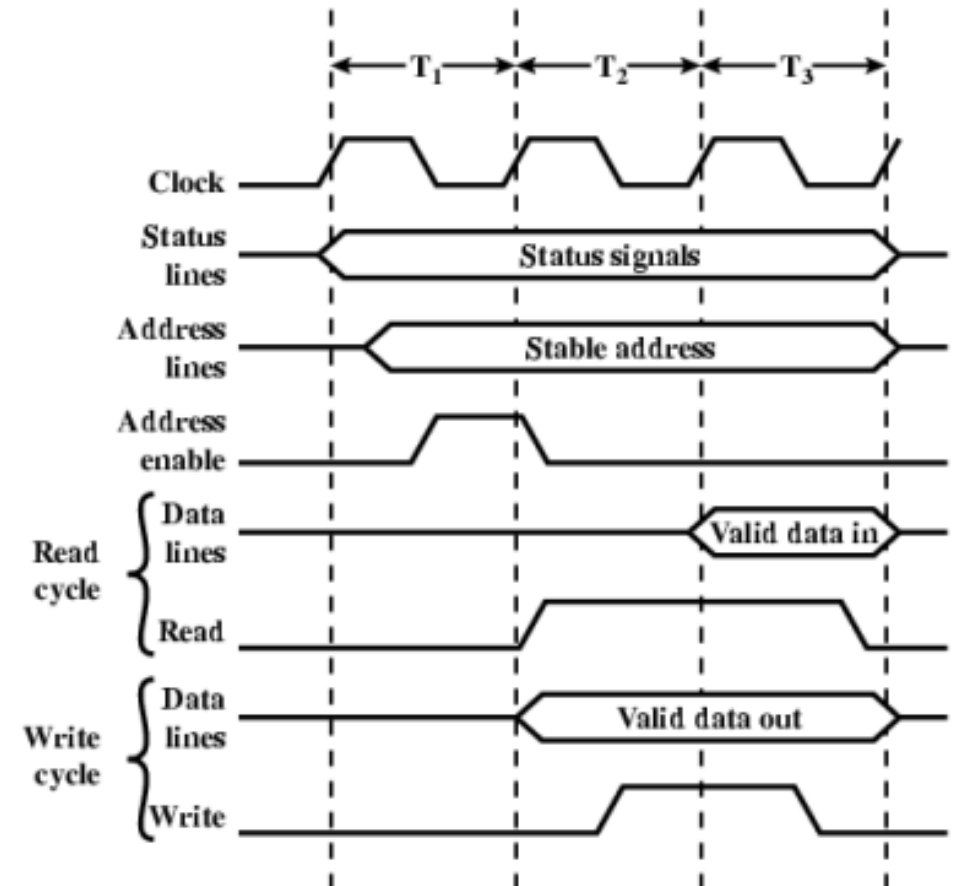 T1 T2 T3
Clock
Status
lines
Status signals
Address
lines
Stable address
Address
enable
Read
cycle
Data
lines
Valid data in
Read
Write
cycle
Data
lines
Valid data out
Write